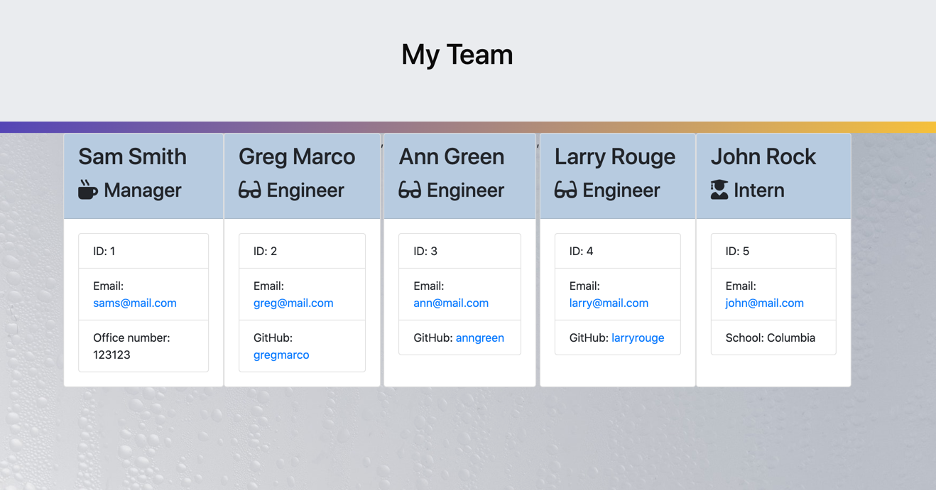 My Team
Sam Smith
Manager
ID: 1
Email:
sams@mail.com
Office number:
123123
Greg Marco
Engineer
ID: 2
Email:
greg@mail.com
GitHub:
gregmarco
Ann Green
Engineer
ID: 3
Email:
ann@mail.com
GitHub: anngreen
Larry Rouge
Engineer
ID: 4
Email:
larry@mail.com
GitHub: larryrouge
John Rock
Intern
ID: 5
Email:
john@mail.com
School: Columbia